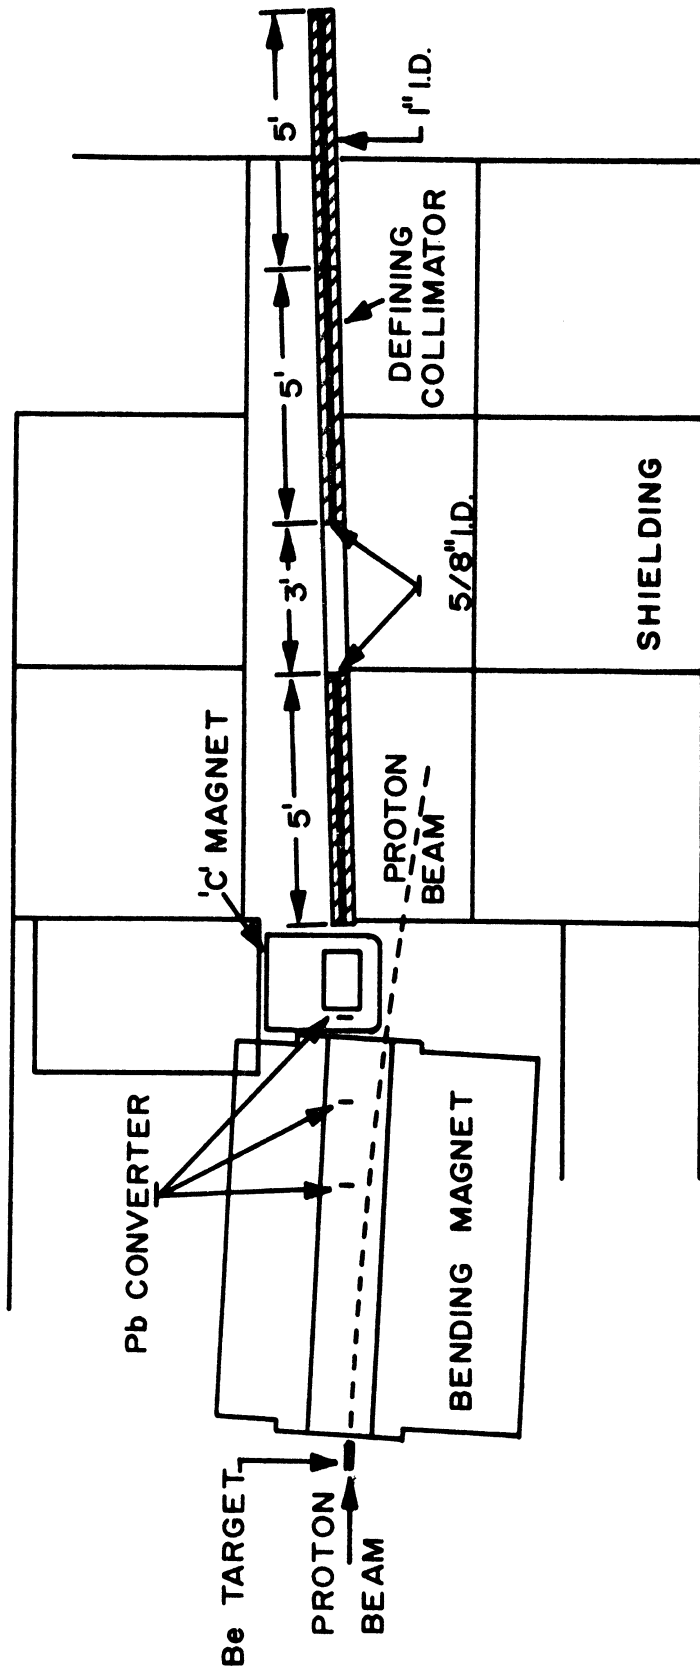 Be TARGET
PROTON
BEAM
Pb CONVERTER
BENDING MAGNET
'C' MAGNET
PROTON
BEAM
5'
3'
5'
5'
5/8" I.D.
DEFINING
COLLIMATOR
1" I.D.
SHIELDING